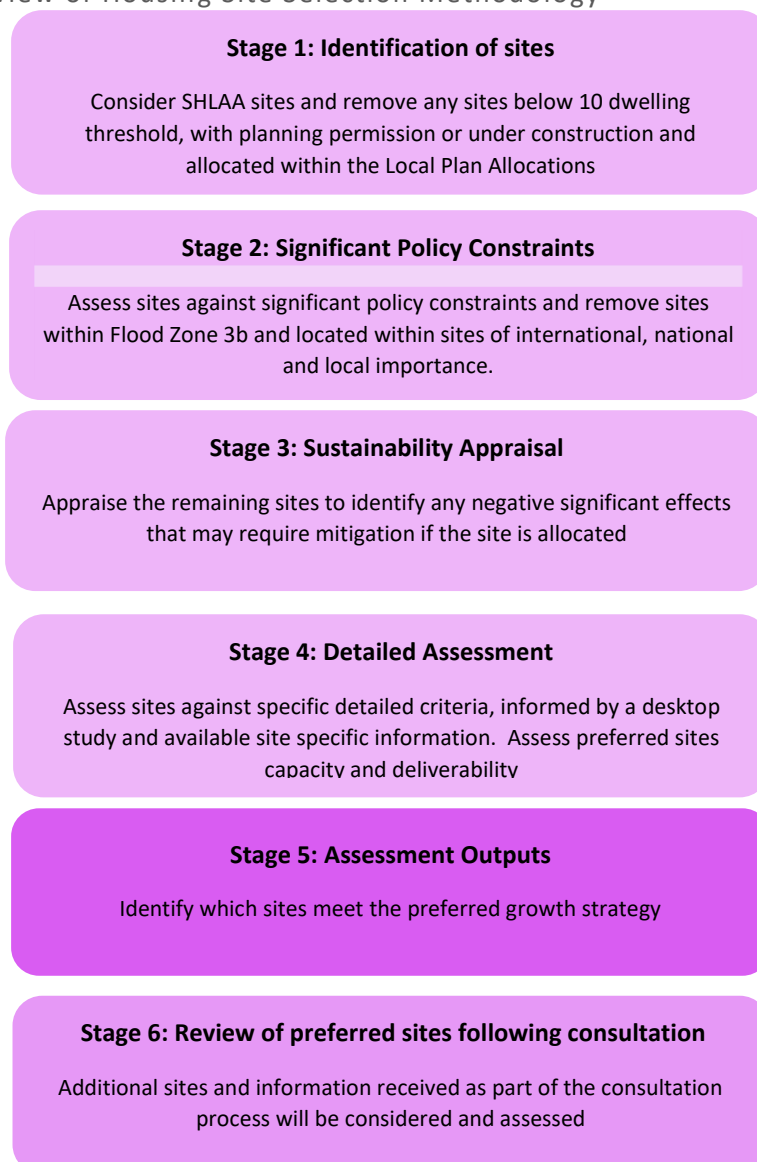 of Housing Site Selection Methodology
Stage 1: Identification of sites
Consider SHLAA sites and remove any sites below 10 dwelling
threshold, with planning permission or under construction and
allocated within the Local Plan Allocations
Stage 2: Significant Policy Constraints
Assess sites against significant policy constraints and remove sites
within Flood Zone 3b and located within sites of international, national
and local importance.
Stage 3: Sustainability Appraisal
Appraise the remaining sites to identify any negative significant effects
that may require mitigation if the site is allocated
Stage 4: Detailed Assessment
Assess sites against specific detailed criteria, informed by a desktop
study and available site specific information.  Assess preferred sites
capacity and deliverability
Stage 5: Assessment Outputs
Identify which sites meet the preferred growth strategy
Stage 6: Review of preferred sites following consultation
Additional sites and information received as part of the consultation
process will be considered and assessed